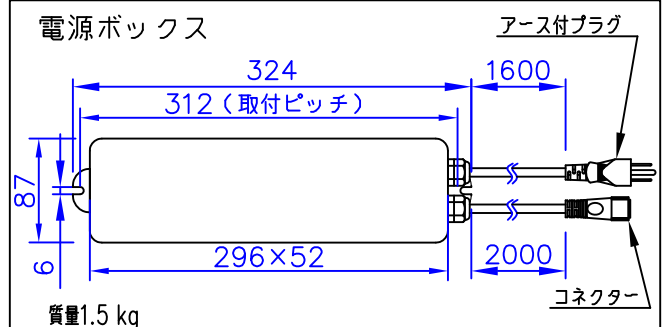 電源ボックス
アース付プラグ
324
1600
312（取付ピッチ）
87
6
296×52
2000
コネクター
質量1.5 kg